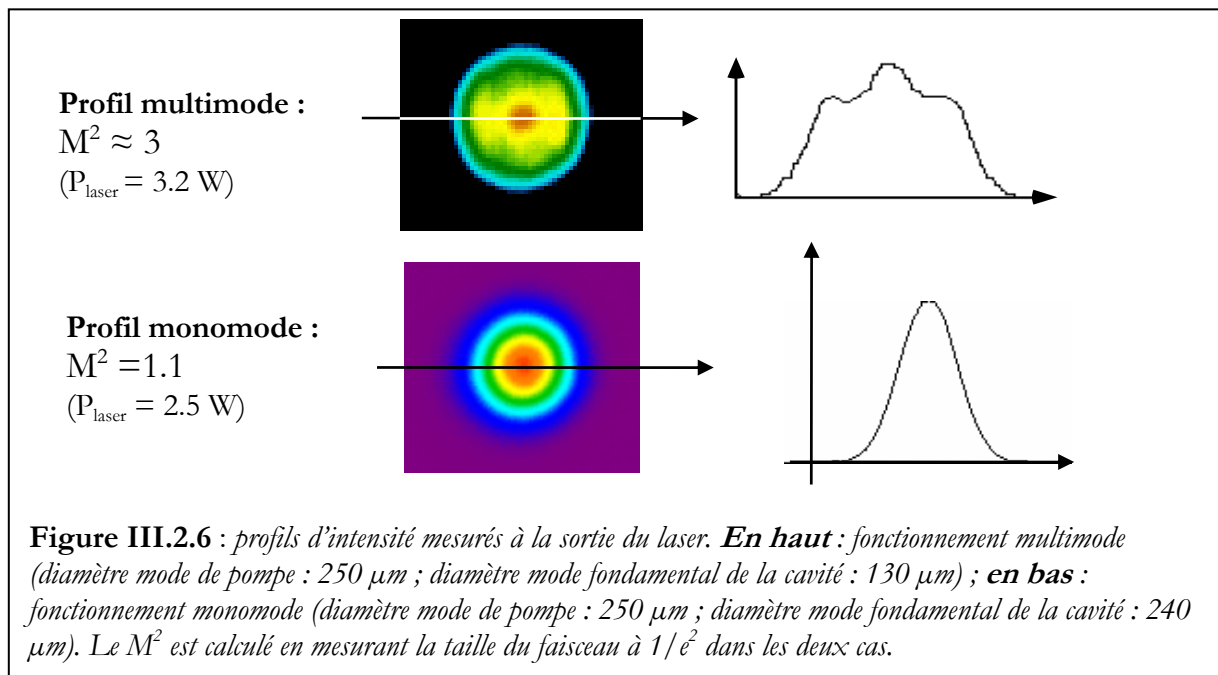 Profil multimode :
M² ≈ 3
(Plaser = 3.2 W)
Profil monomode :
M² =1.1
(Plaser = 2.5 W)
Figure III.2.6 : profils d'intensité mesurés à la sortie du laser. En haut : fonctionnement multimode
(diamètre mode de pompe : 250 µm ; diamètre mode fondamental de la cavité : 130 µm) ; en bas :
fonctionnement monomode (diamètre mode de pompe : 250 µm ; diamètre mode fondamental de la cavité : 240
µm). Le M² est calculé en mesurant la taille du faisceau à 1/e² dans les deux cas.